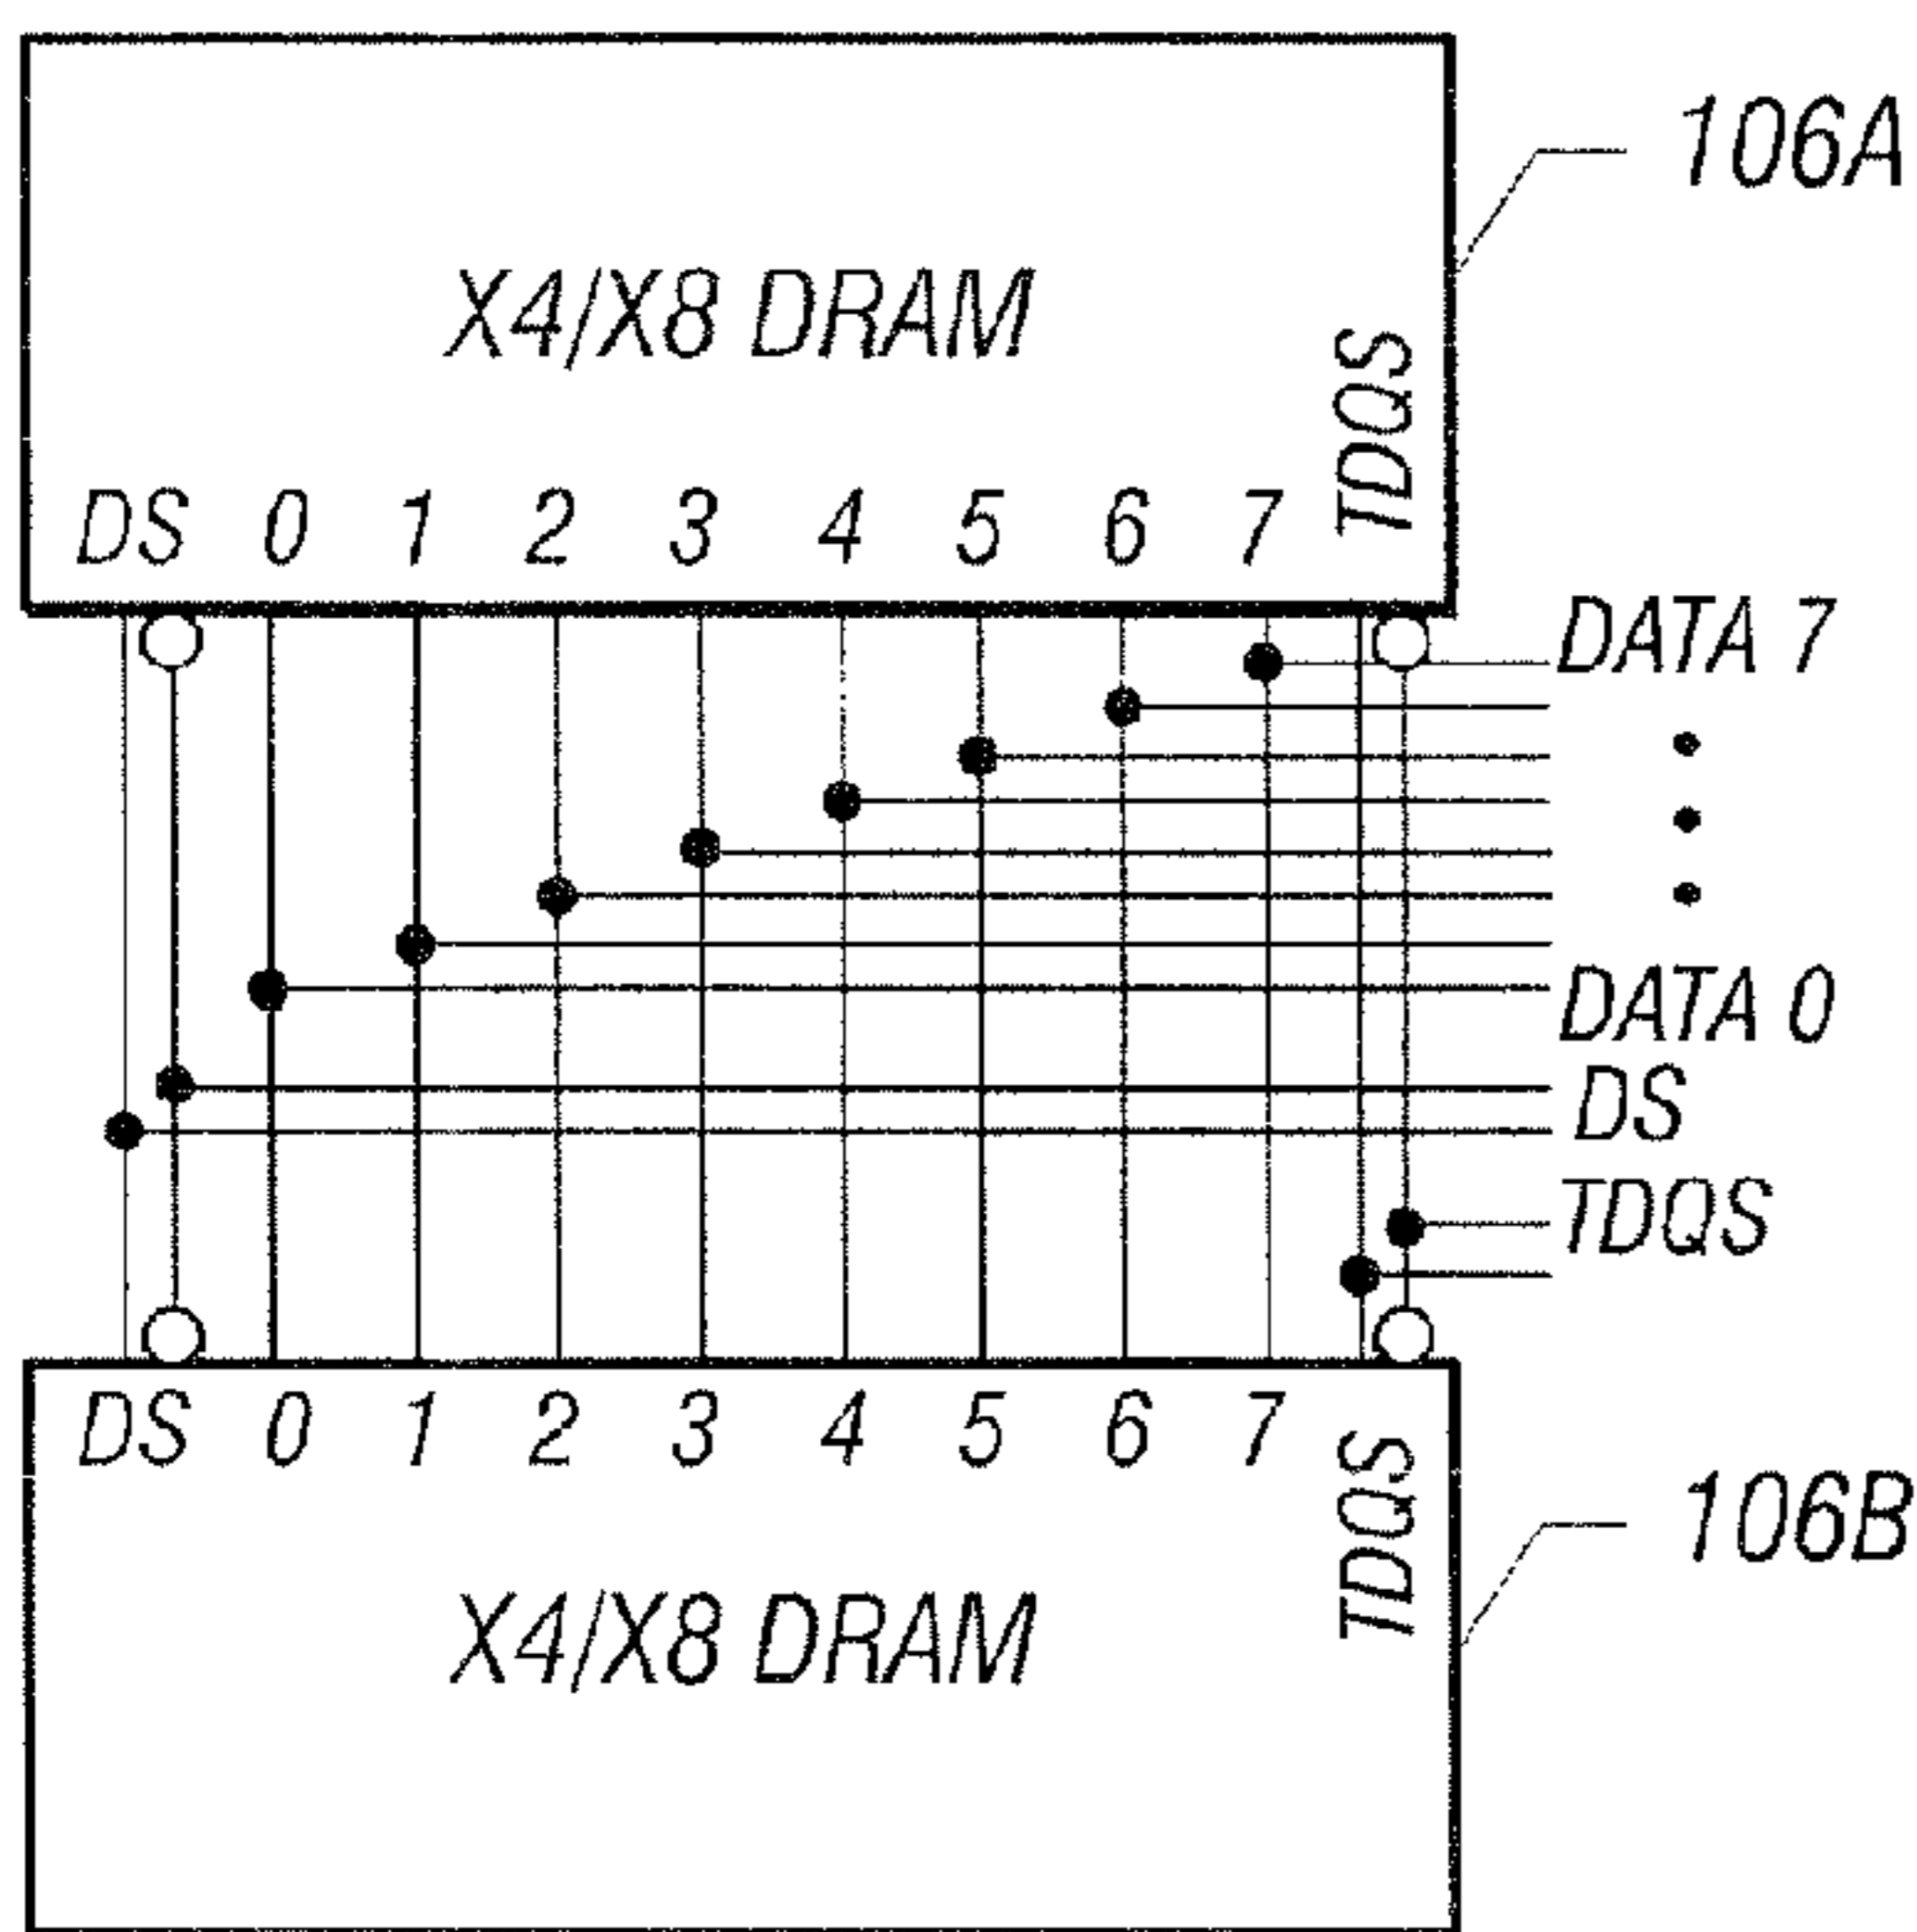 106A
X4/X8 DRAM
TDQS
DS 0 1 2 3 4 5 6 7
DATA 7
DATA 0
DS
TDQS
DS 0 1 2 3 4 5 6 7
TDQS
106B
X4/X8 DRAM